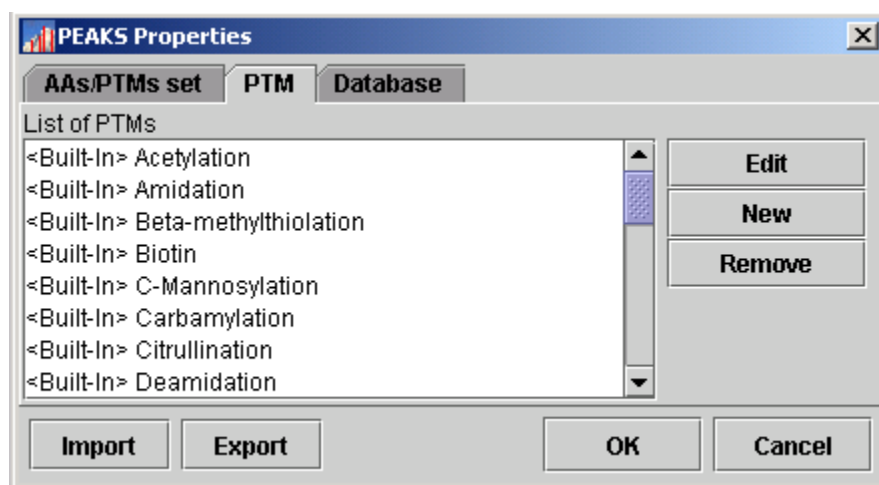 PEAKS Properties
AAs/PTMs set PTM Database
List of PTMs
<Built-In> Acetylation
<Built-In> Amidation
<Built-In> Beta-methylthiolation
<Built-In> Biotin
<Built-In> C-Mannosylation
<Built-In> Carbamylation
<Built-In> Citrullination
<Built-In> Deamidation
Edit
New
Remove
Import Export OK Cancel